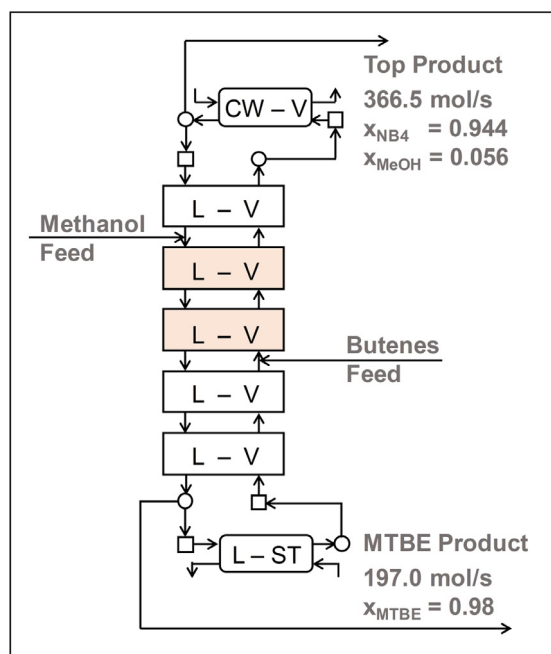 Top Product
366.5 mol/s
xNB4 = 0.944
xMeOH = 0.056
CW – V
L – V
Methanol
Feed
L – V
L – V
Butenes
Feed
L – V
L – V
L – ST
MTBE Product
197.0 mol/s
xMTBE = 0.98